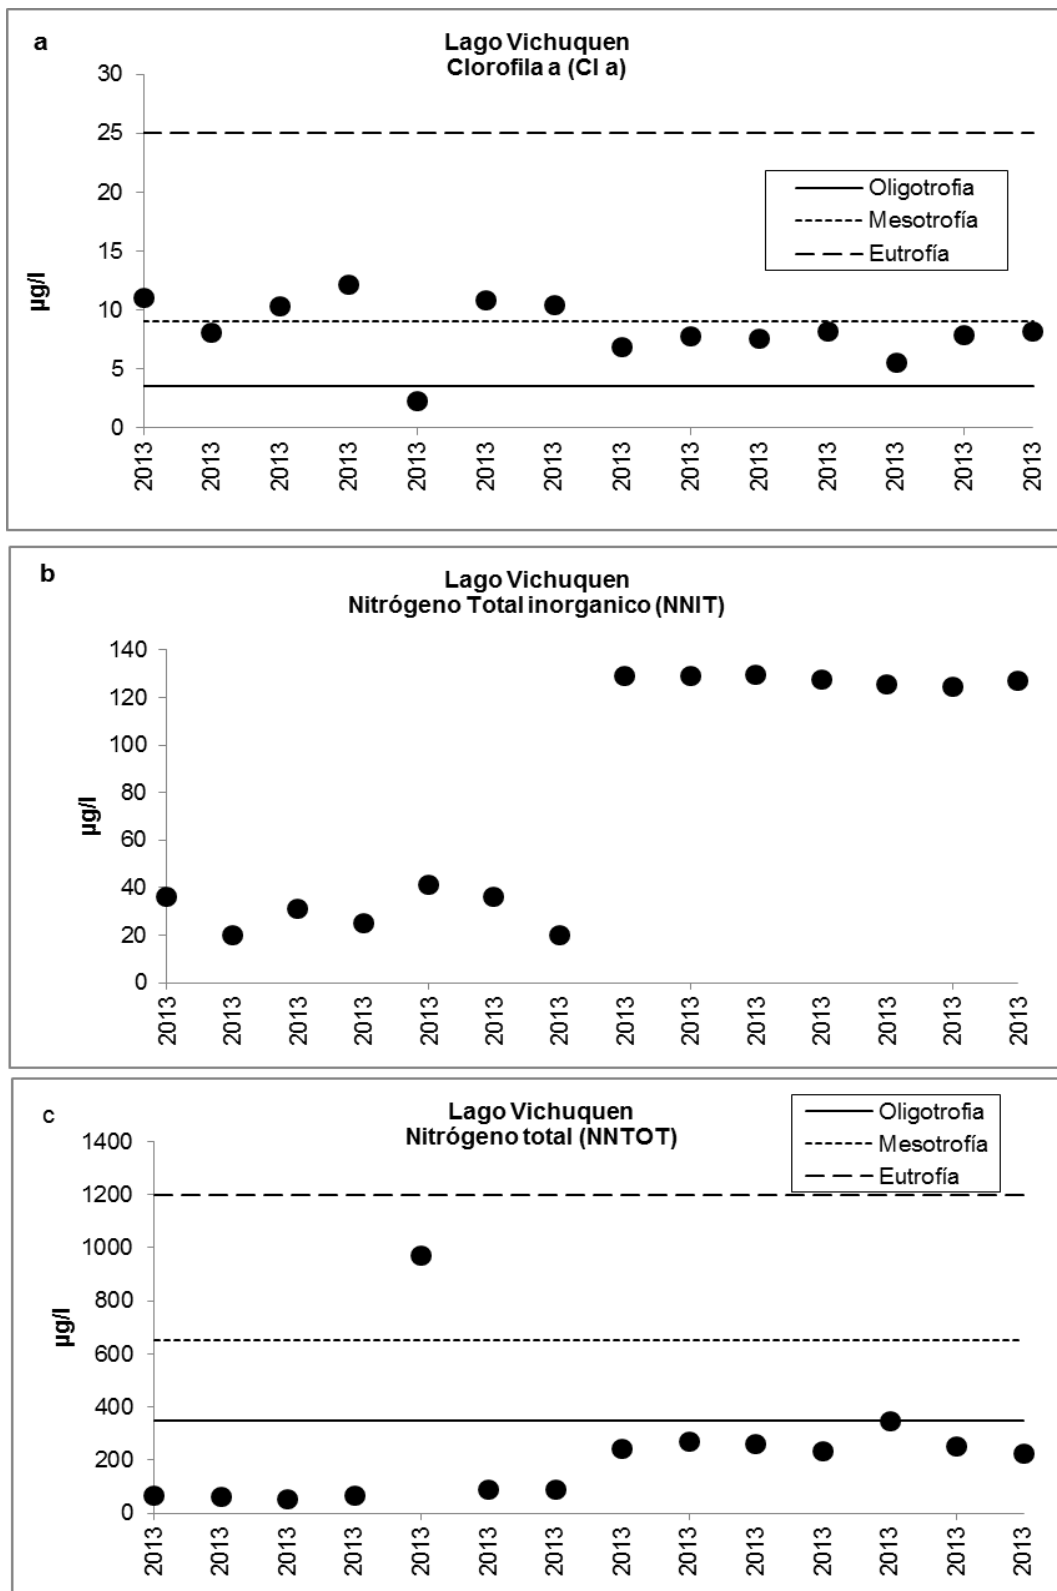 a
Lago Vichuquen
Clorofila a (Cl a)
30
25
20
15
10
5
0
µg/l
Oligotrofia
Mesotrofía
Eutrofía
2013 2013 2013 2013 2013 2013 2013 2013 2013 2013 2013 2013 2013 2013
b
Lago Vichuquen
Nitrógeno Total inorganico (NNIT)
140
120
100
80
60
40
20
0
µg/l
2013 2013 2013 2013 2013 2013 2013 2013 2013 2013 2013 2013 2013 2013
c
Lago Vichuquen
Nitrógeno total (NNTOT)
Oligotrofia
Mesotrofía
Eutrofía
1400
1200
1000
800
600
400
200
0
µg/l
2013 2013 2013 2013 2013 2013 2013 2013 2013 2013 2013 2013 2013 2013